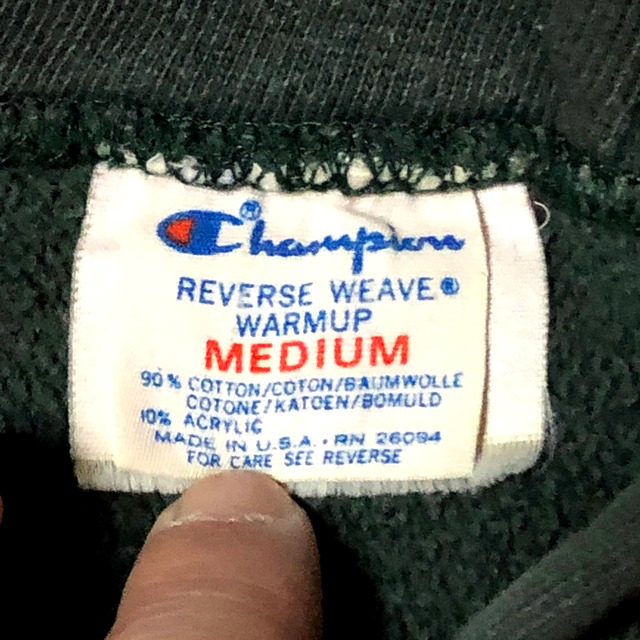 Champion®
REVERSE WEAVE®
WARMUP
MEDIUM
90% COTTON/COTON/BAUMWOLLE
COTONE/KATOEN/BOMULD
10% ACRYLIC
MADE IN U.S.A. • RN 26094
FOR CARE SEE REVERSE